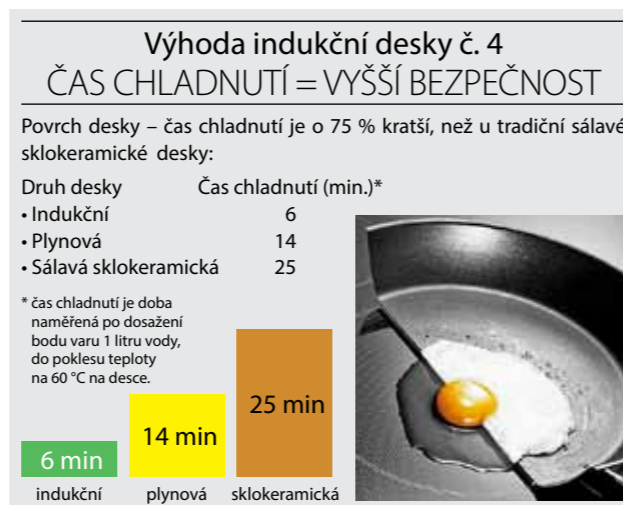 Výhoda indukční desky č. 4
ČAS CHLADNUTÍ = VYŠŠÍ BEZPEČNOST
Povrch desky – čas chladnutí je o 75 % kratší, než u tradiční sálavé
sklokeramické desky:
Druh desky Čas chladnutí (min.)*
• Indukční 6
• Plynová 14
• Sálavá sklokeramická 25
* čas chladnutí je doba
naměřená po dosažení
bodu varu 1 litru vody,
do poklesu teploty
na 60 °C na desce.
25 min
14 min
6 min
indukční plynová sklokeramická